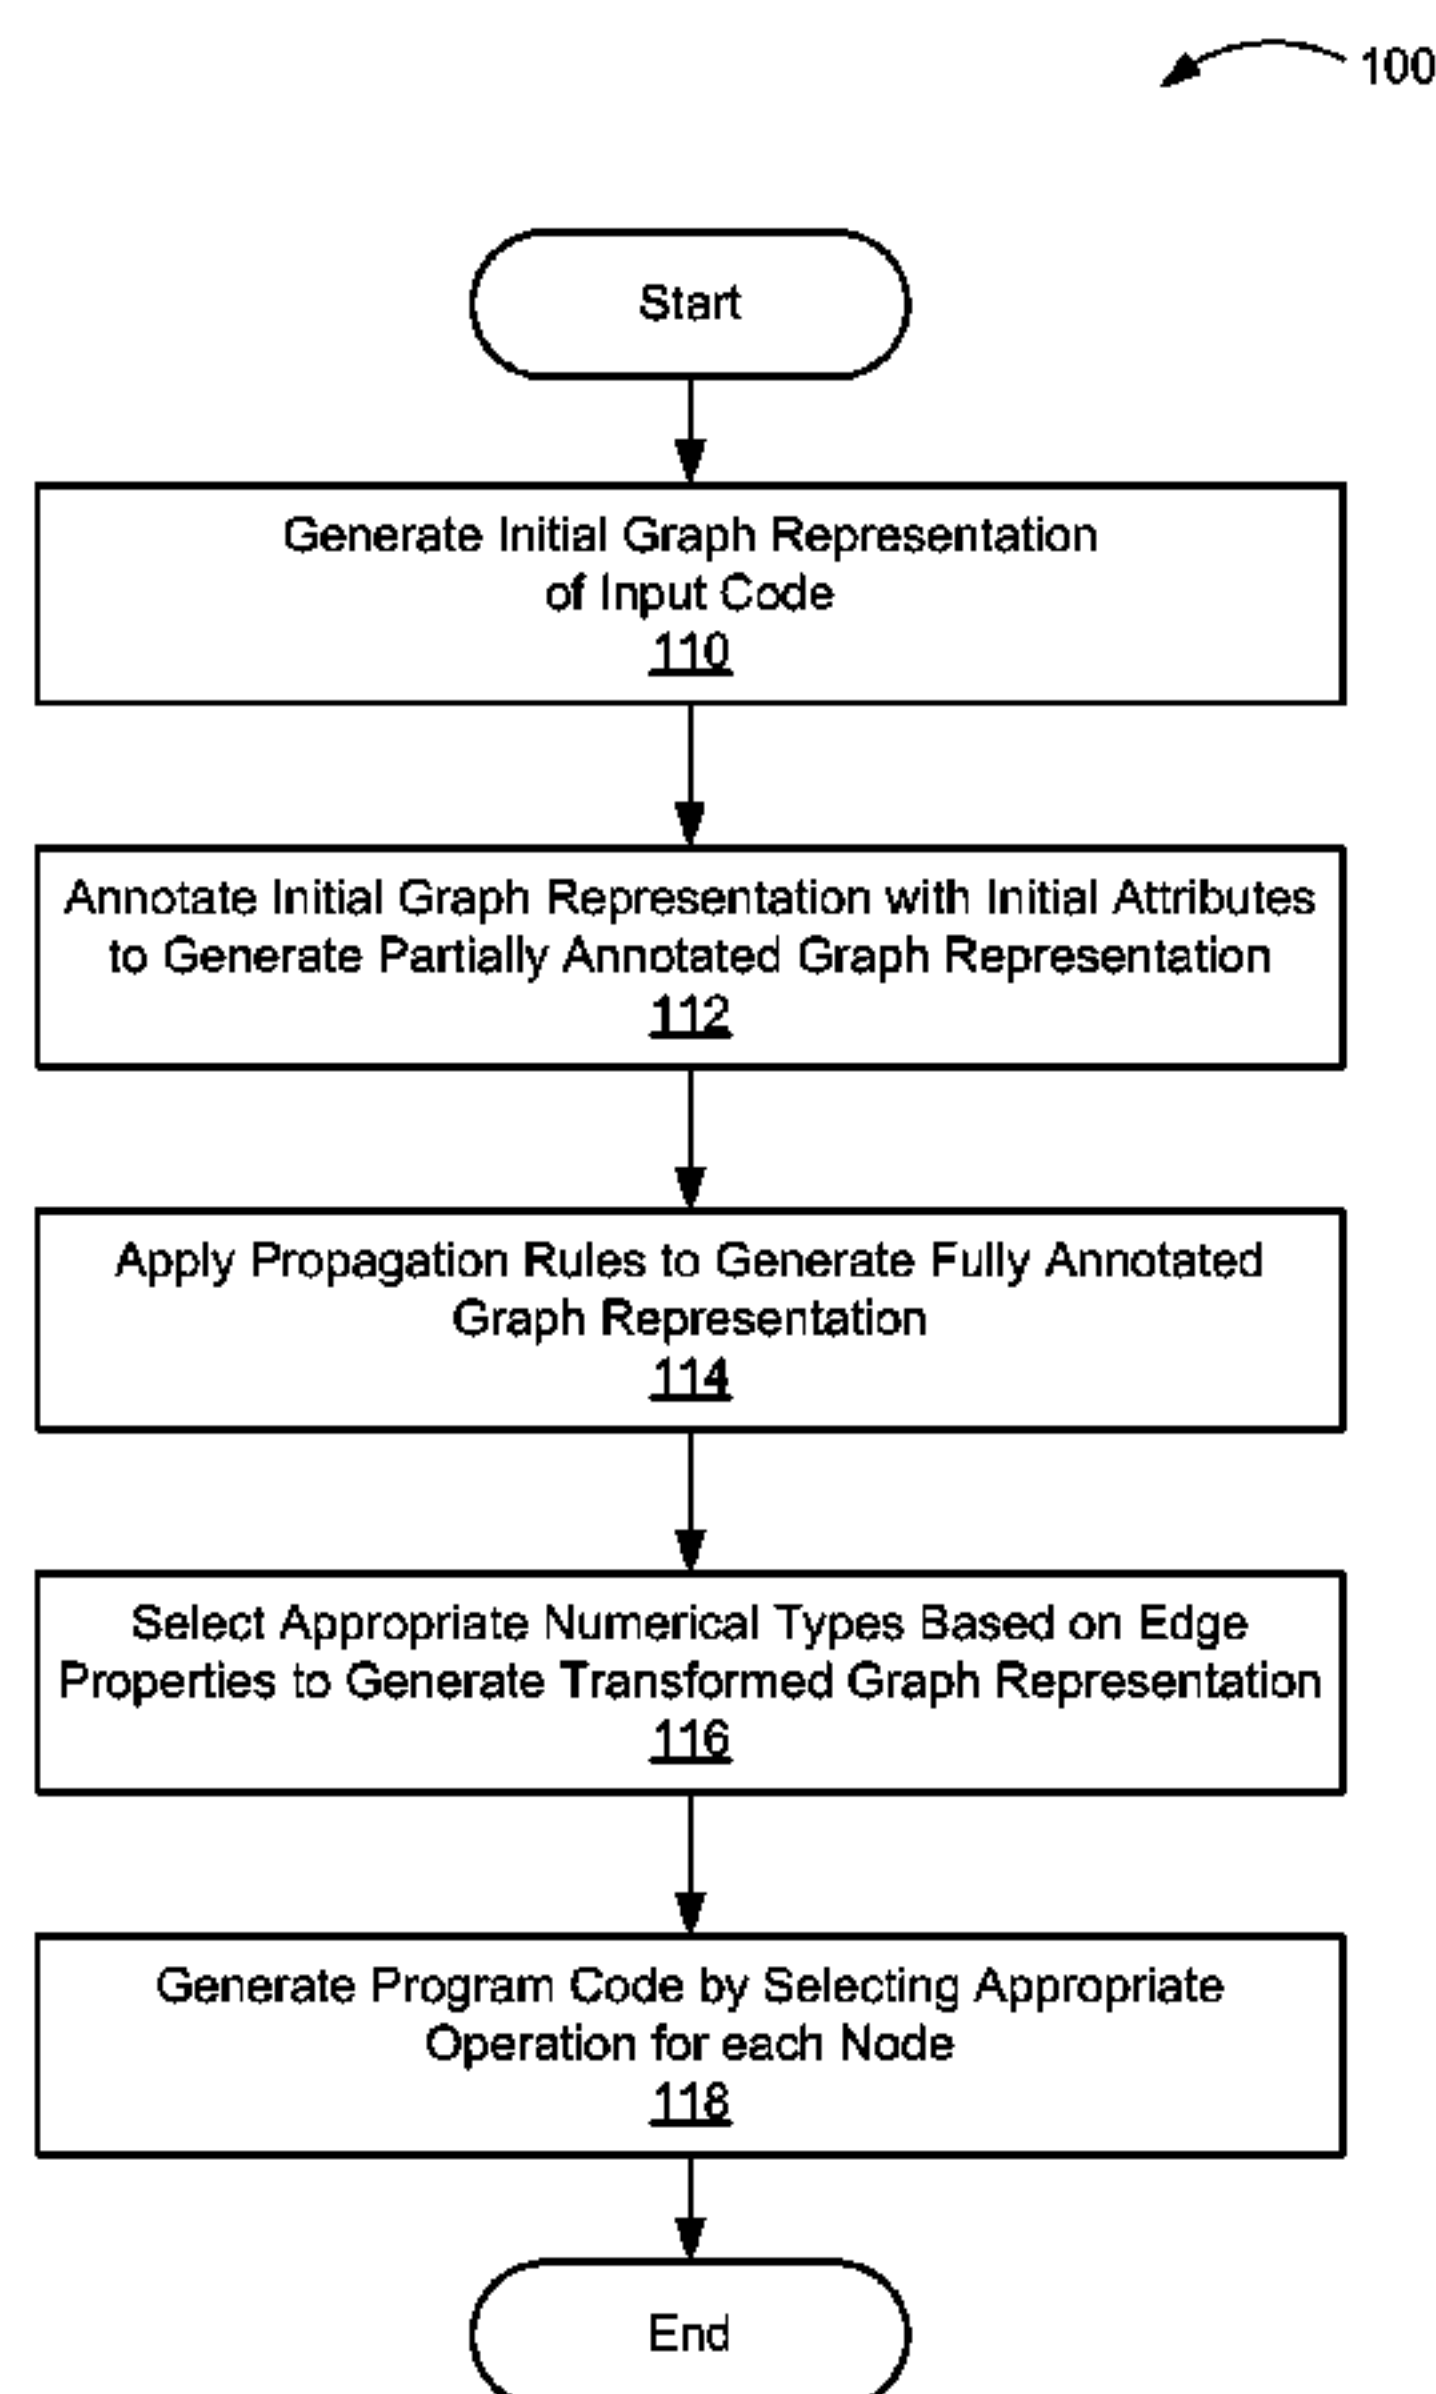 100
Start
Generate Initial Graph Representation
of Input Code
110
Annotate Initial Graph Representation with Initial Attributes
to Generate Partially Annotated Graph Representation
112
Apply Propagation Rules to Generate Fully Annotated
Graph Representation
114
Select Appropriate Numerical Types Based on Edge
Properties to Generate Transformed Graph Representation
116
Generate Program Code by Selecting Appropriate
Operation for each Node
118
End